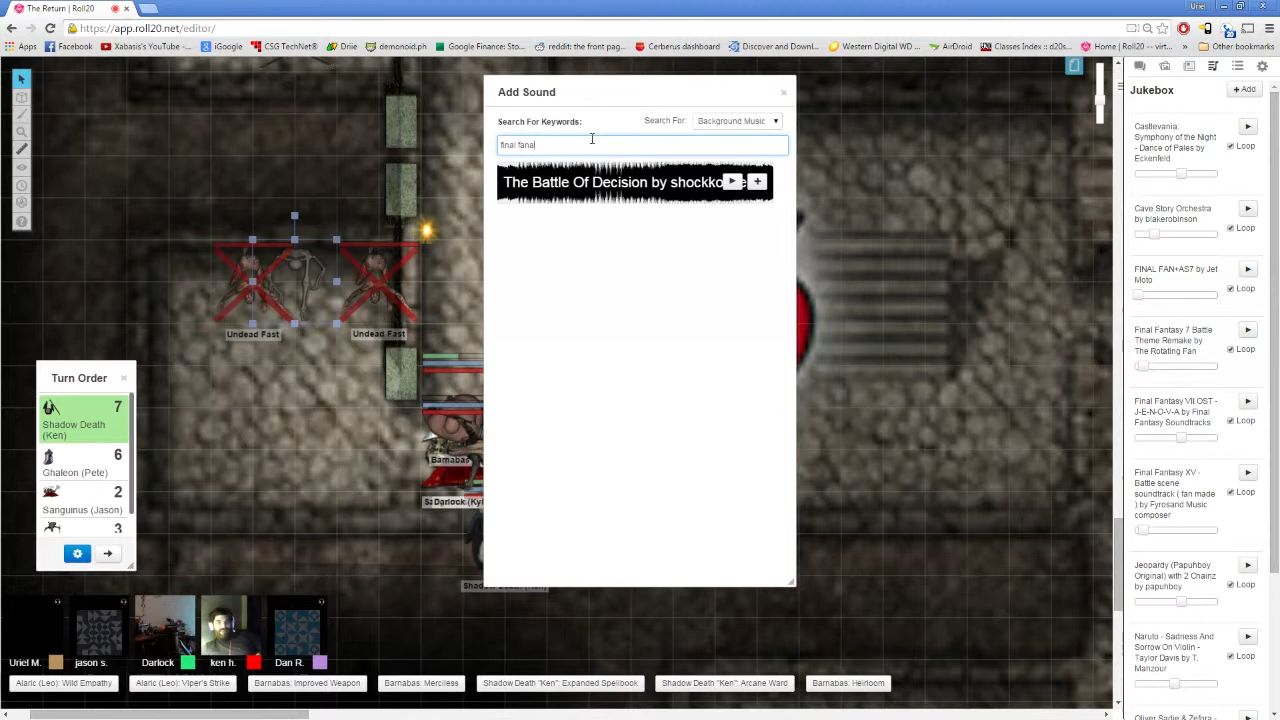 The Return | Roll20
Uriel
https://app.roll20.net/editor/
Apps
Facebook
Xabasis's YouTube -...
iGoogle
CSG TechNet®
Driie
demonoid.ph
Google Finance: Sto...
reddit: the front pag...
Cerberus dashboard
Discover and Downl...
Western Digital WD ...
AirDroid
Classes Index :: d20s...
Home | Roll20 -- virt...
Other bookmarks
Add Sound
Search For Keywords:
Search For:
Background Music
final fana
The Battle Of Decision by shockko
Jukebox
+ Add
Castlevania:
Symphony of the Night
- Dance of Pales by
Eckenfeld
Loop
Cave Story Orchestra
by blakerobinson
Loop
FINAL FAN+AS7 by Jet
Moto
Loop
Final Fantasy 7 Battle
Theme Remake by
The Rotating Fan
Loop
Final Fantasy VII OST -
J-E-N-O-V-A by Final
Fantasy Soundtracks
Loop
Final Fantasy XV -
Battle scene
soundtrack ( fan made
) by Fyrosand Music
composer
Loop
Jeopardy (Papuhboy
Original) with 2 Chainz
by papuhboy
Loop
Naruto - Sadness And
Sorrow On Violin -
Taylor Davis by T.
Manzour
Loop
Oliver Sadie & Zefora -
Undead Fast
Undead Fast
Turn Order
7
Shadow Death
(Ken)
6
Ghaleon (Pete)
2
Sanguinus (Jason)
3
Barnabas
Darlock (Kyl
Uriel M.
jason s.
Darlock
ken h.
Dan R.
Alaric (Leo): Wild Empathy
Alaric (Leo): Viper's Strike
Barnabas: Improved Weapon
Barnabas: Merciless
Shadow Death "Ken": Expanded Spellbook
Shadow Death "Ken": Arcane Ward
Barnabas: Heirloom